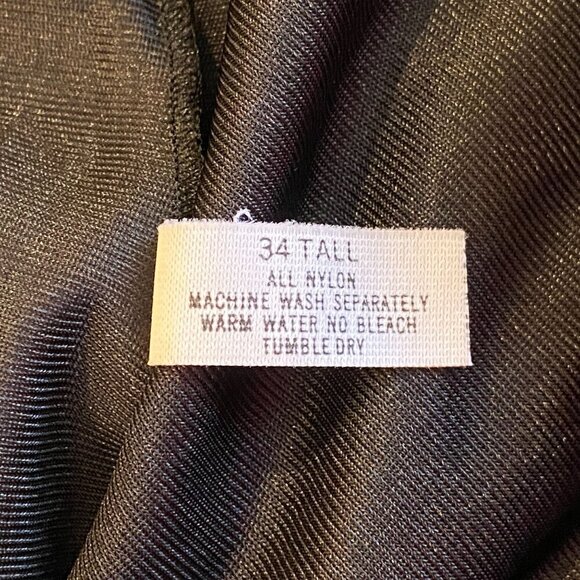 34 TALL
ALL NYLON
MACHINE WASH SEPARATELY
WARM WATER NO BLEACH
TUMBLE DRY